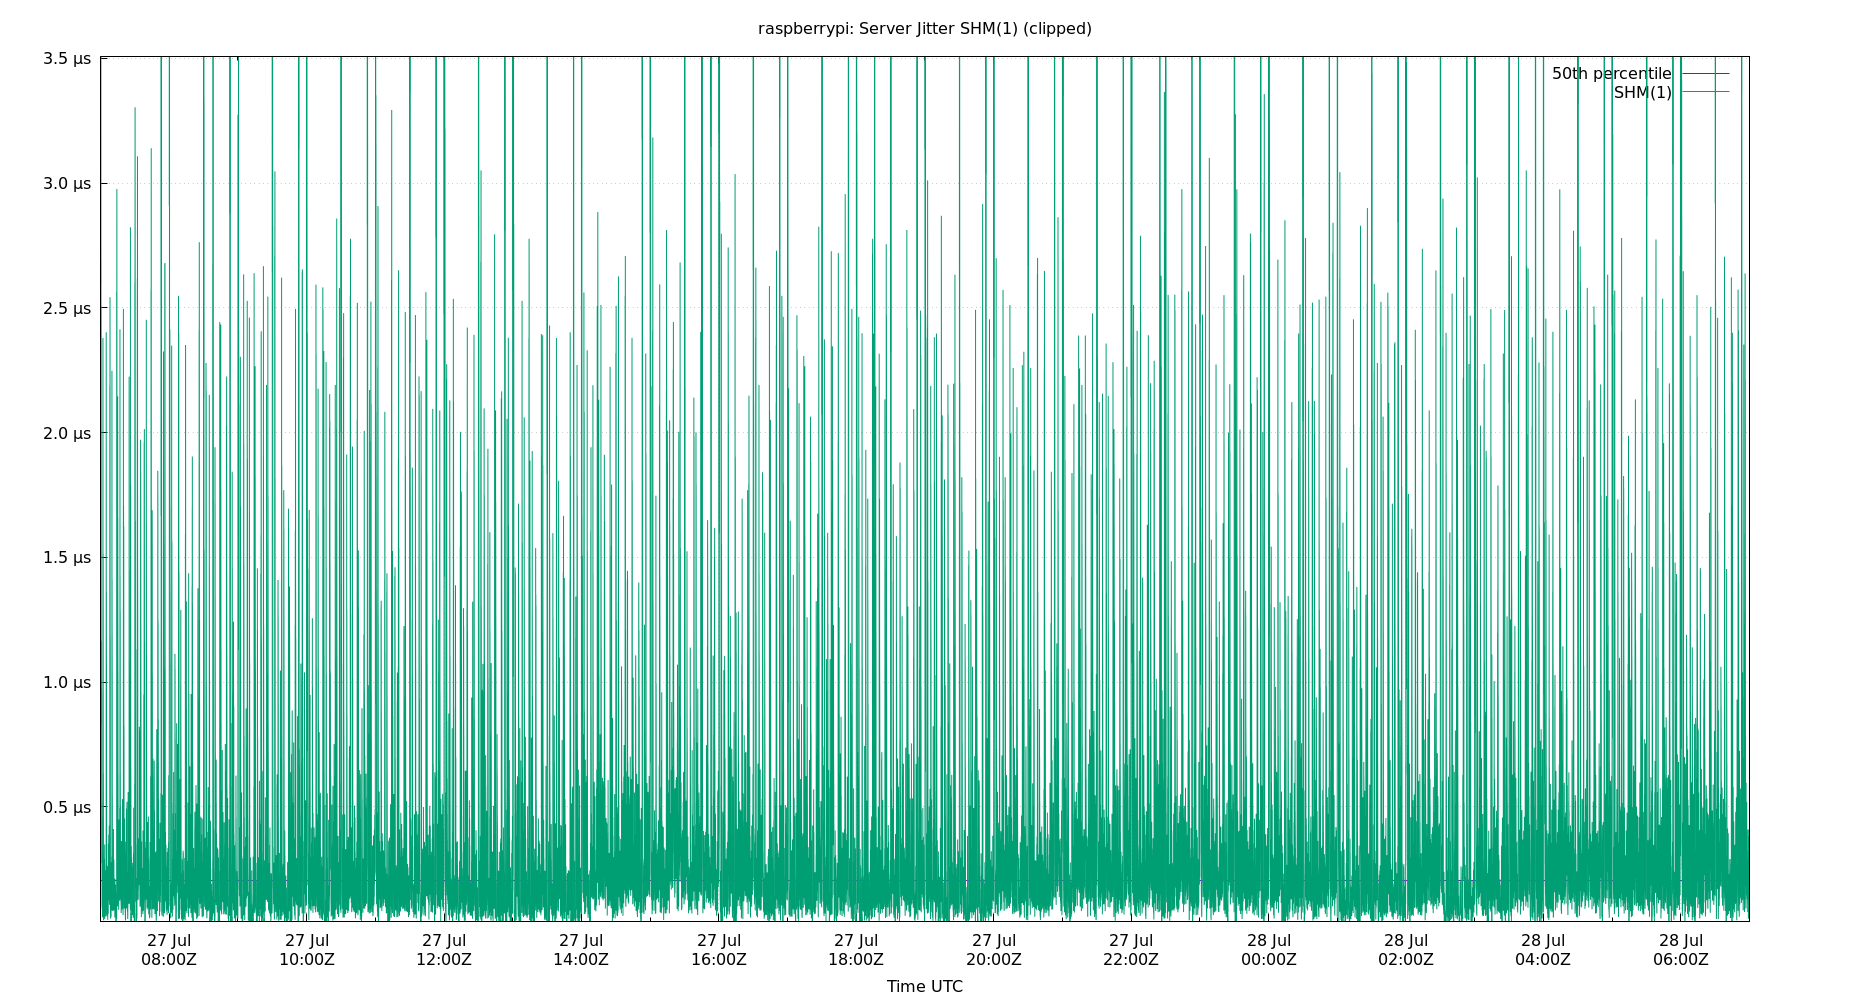 raspberrypi: Server Jitter SHM(1) (clipped)
3.5 µs
50th percentile
SHM(1)
3.0 µs
2.5 µs
2.0 µs
1.5 µs
1.0 µs
0.5 µs
27 Jul 27 Jul 27 Jul 27 Jul 27 Jul 27 Jul 27 Jul 27 Jul 28 Jul 28 Jul 28 Jul 28 Jul
08:00Z 10:00Z 12:00Z 14:00Z 16:00Z 18:00Z 20:00Z 22:00Z 00:00Z 02:00Z 04:00Z 06:00Z
Time UTC